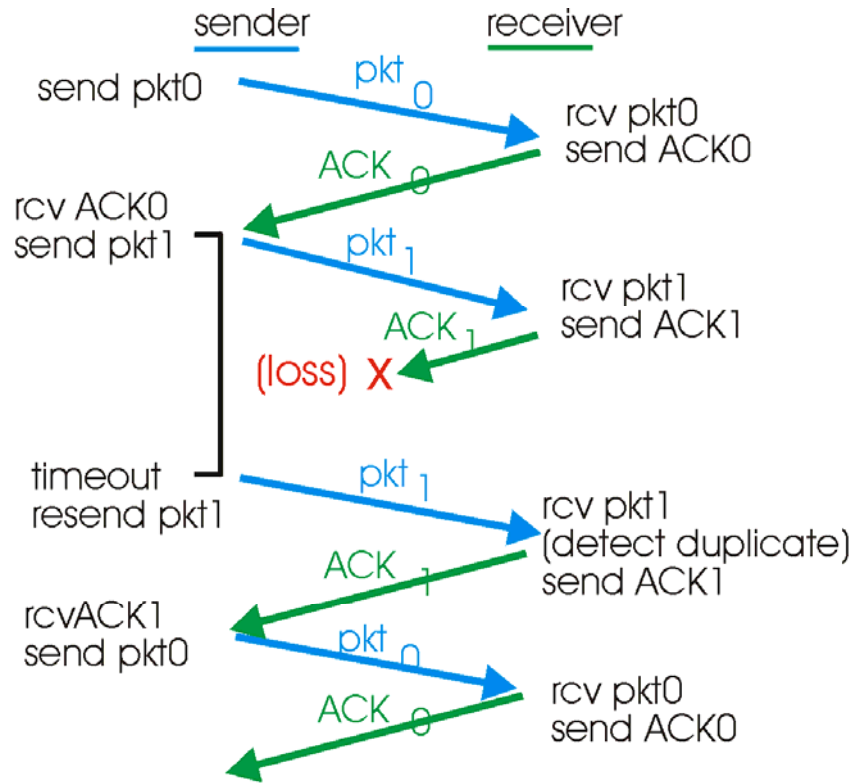 sender
receiver
send pkt0
pkt 0
rcv pkt0
send ACK0
ACK 0
rcv ACK0
send pkt1
pkt 1
rcv pkt1
send ACK1
ACK 1
(loss) X
timeout
resend pkt1
pkt 1
rcv pkt1
(detect duplicate)
send ACK1
ACK 1
rcvACK1
send pkt0
pkt 0
rcv pkt0
send ACK0
ACK 0